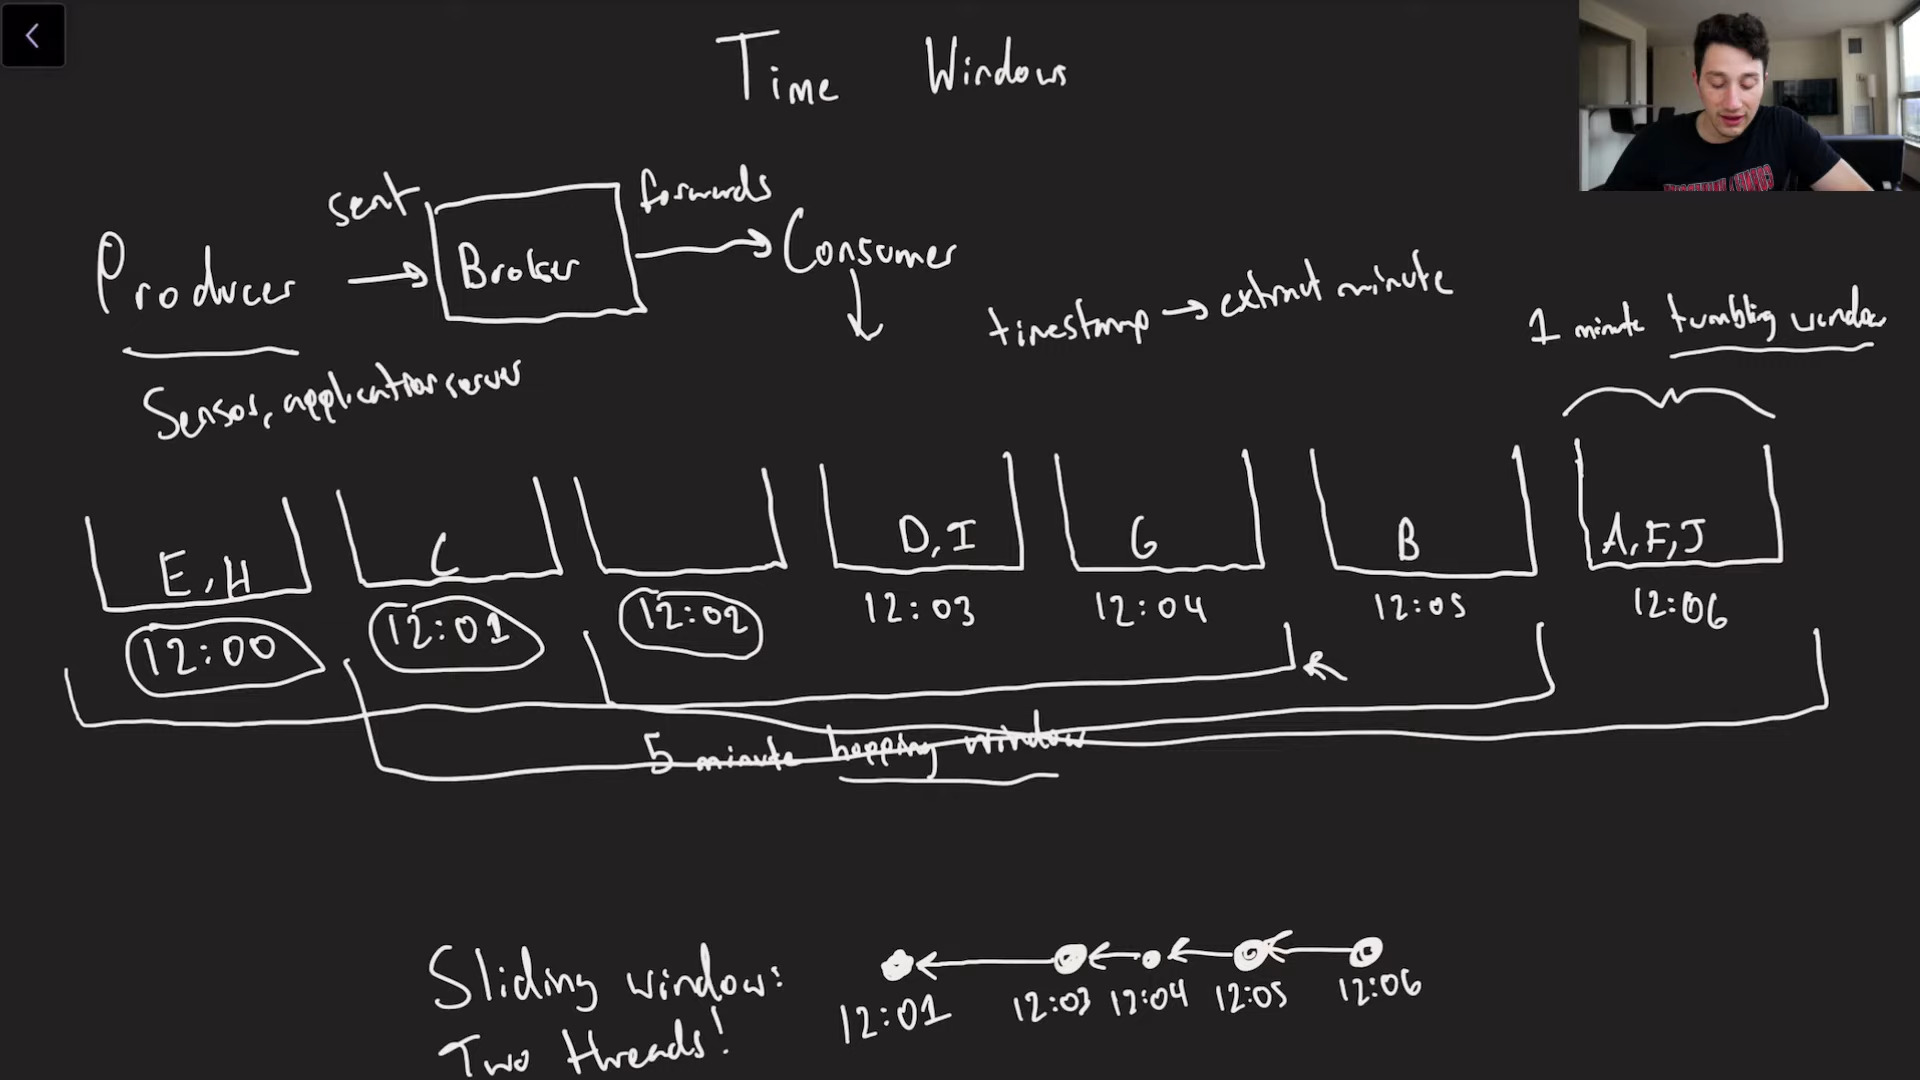 Time Windows
sent
forwards
Producer
Broker
Consumer
timestamp → extract minute
1 minute tumbling window
Sensor, application server
E, H
C
D, I
G
B
A, F, J
12:00
12:01
12:02
12:03
12:04
12:05
12:06
5 minute hopping window
Sliding window:
Two threads!
12:01
12:03
12:04
12:05
12:06